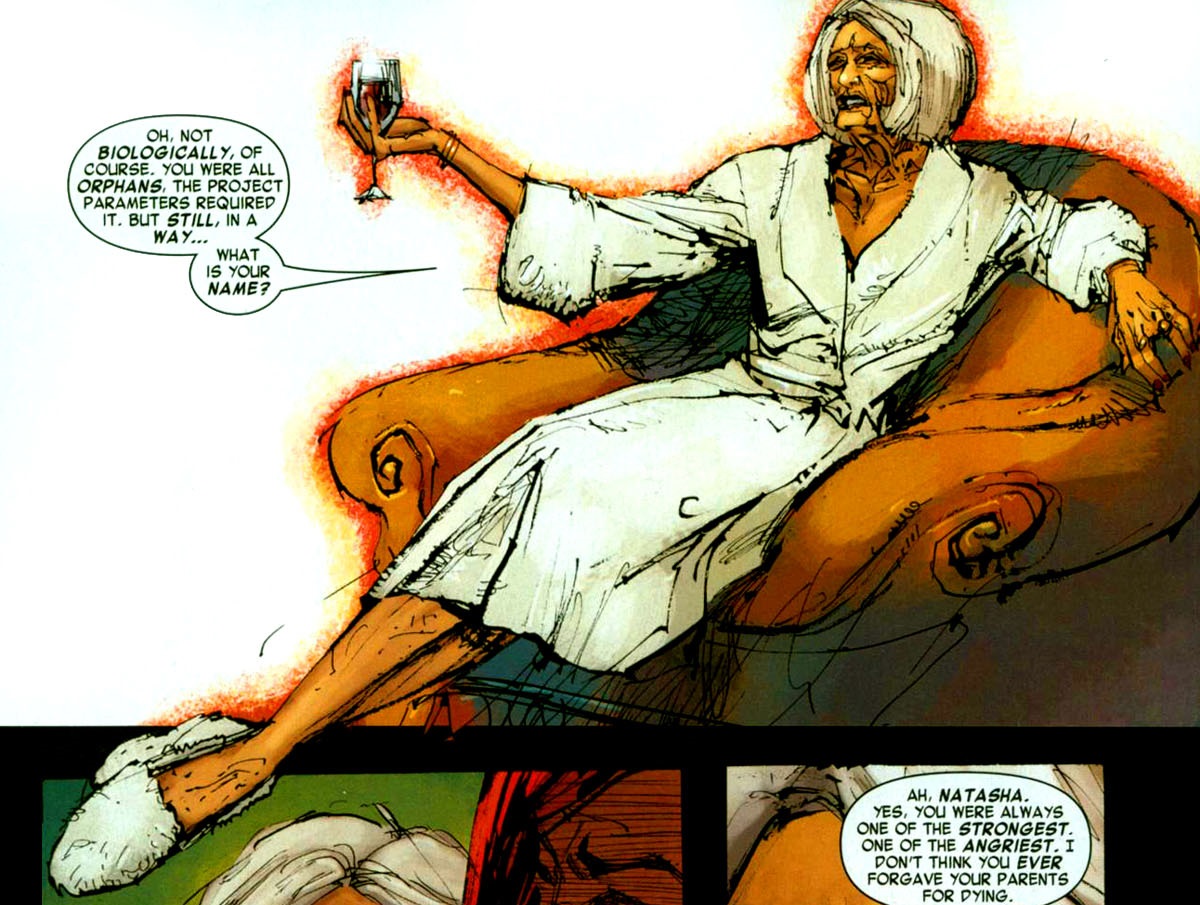 OH, NOT
BIOLOGICALLY, OF
COURSE. YOU WERE ALL
ORPHANS, THE PROJECT
PARAMETERS REQUIRED
IT. BUT STILL, IN A
WAY...
WHAT
IS YOUR
NAME?
AH, NATASHA.
YES, YOU WERE ALWAYS
ONE OF THE STRONGEST.
ONE OF THE ANGRIEST. I
DON'T THINK YOU EVER
FORGAVE YOUR PARENTS
FOR DYING.